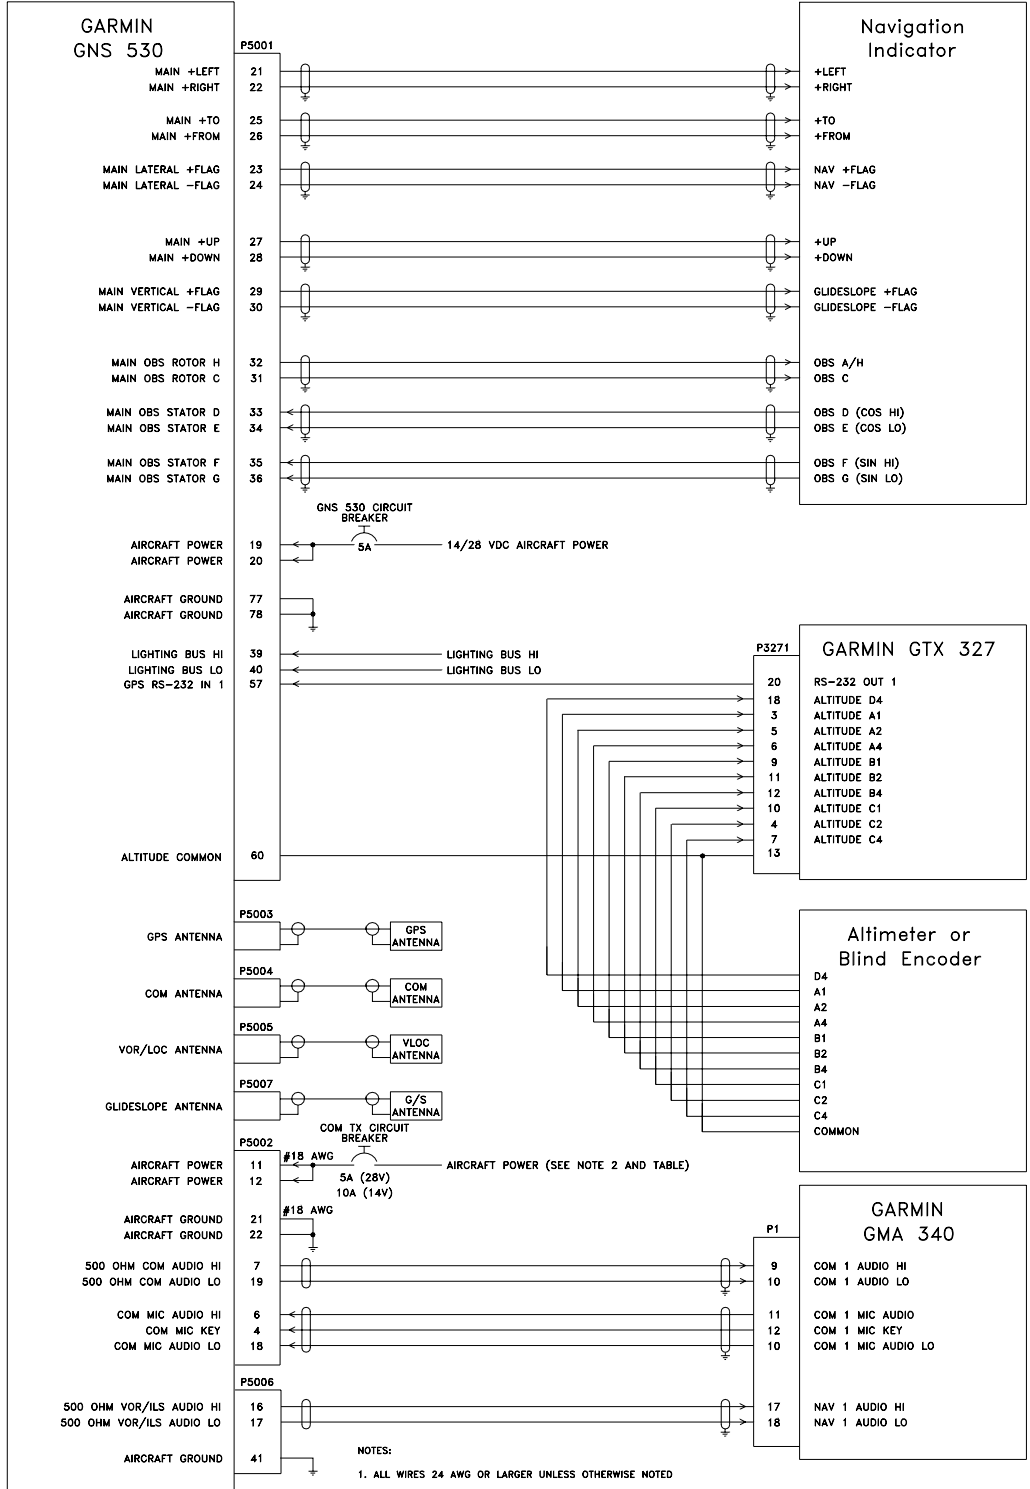 GARMIN
GNS 530
P5001
MAIN +LEFT 21
MAIN +RIGHT 22
MAIN +TO 25
MAIN +FROM 26
MAIN LATERAL +FLAG 23
MAIN LATERAL -FLAG 24
MAIN +UP 27
MAIN +DOWN 28
MAIN VERTICAL +FLAG 29
MAIN VERTICAL -FLAG 30
MAIN OBS ROTOR H 32
MAIN OBS ROTOR C 31
MAIN OBS STATOR D 33
MAIN OBS STATOR E 34
MAIN OBS STATOR F 35
MAIN OBS STATOR G 36
Navigation
Indicator
+LEFT
+RIGHT
+TO
+FROM
NAV +FLAG
NAV -FLAG
+UP
+DOWN
GLIDESLOPE +FLAG
GLIDESLOPE -FLAG
OBS A/H
OBS C
OBS D (COS HI)
OBS E (COS LO)
OBS F (SIN HI)
OBS G (SIN LO)
GNS 530 CIRCUIT
BREAKER
AIRCRAFT POWER 19 5A 14/28 VDC AIRCRAFT POWER
AIRCRAFT POWER 20
AIRCRAFT GROUND 77
AIRCRAFT GROUND 78
LIGHTING BUS HI 39 LIGHTING BUS HI
LIGHTING BUS LO 40 LIGHTING BUS LO
GPS RS-232 IN 1 57
ALTITUDE COMMON 60
P3271
GARMIN GTX 327
20 RS-232 OUT 1
18 ALTITUDE D4
3 ALTITUDE A1
5 ALTITUDE A2
6 ALTITUDE A4
9 ALTITUDE B1
11 ALTITUDE B2
12 ALTITUDE B4
10 ALTITUDE C1
4 ALTITUDE C2
7 ALTITUDE C4
13
P5003
GPS ANTENNA
GPS
ANTENNA
P5004
COM ANTENNA
COM
ANTENNA
P5005
VOR/LOC ANTENNA
VLOC
ANTENNA
P5007
GLIDESLOPE ANTENNA
G/S
ANTENNA
Altimeter or
Blind Encoder
D4
A1
A2
A4
B1
B2
B4
C1
C2
C4
COMMON
COM TX CIRCUIT
BREAKER
P5002
#18 AWG
AIRCRAFT POWER 11 AIRCRAFT POWER (SEE NOTE 2 AND TABLE)
AIRCRAFT POWER 12
5A (28V)
10A (14V)
#18 AWG
AIRCRAFT GROUND 21
AIRCRAFT GROUND 22
500 OHM COM AUDIO HI 7
500 OHM COM AUDIO LO 19
COM MIC AUDIO HI 6
COM MIC KEY 4
COM MIC AUDIO LO 18
P5006
500 OHM VOR/ILS AUDIO HI 16
500 OHM VOR/ILS AUDIO LO 17
AIRCRAFT GROUND 41
GARMIN
GMA 340
P1
9 COM 1 AUDIO HI
10 COM 1 AUDIO LO
11 COM 1 MIC AUDIO
12 COM 1 MIC KEY
10 COM 1 MIC AUDIO LO
17 NAV 1 AUDIO HI
18 NAV 1 AUDIO LO
NOTES:
1. ALL WIRES 24 AWG OR LARGER UNLESS OTHERWISE NOTED